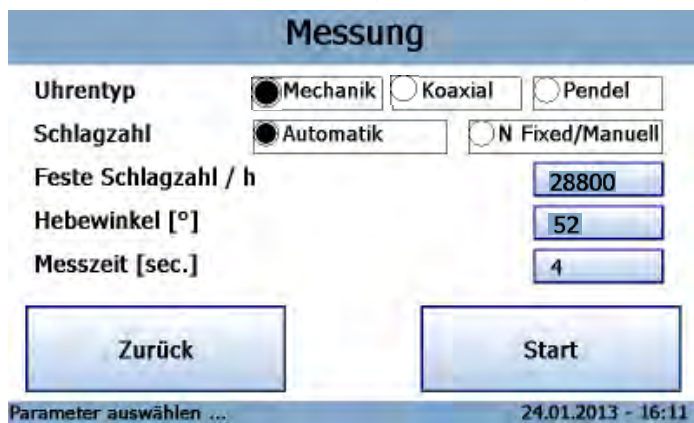 Messung
Uhrentyp Mechanik Koaxial Pendel
Schlagzahl Automatik N Fixed/Manuell
Feste Schlagzahl / h 28800
Hebewinkel [°] 52
Messzeit [sec.] 4
Zurück Start
Parameter auswählen ... 24.01.2013 - 16:11